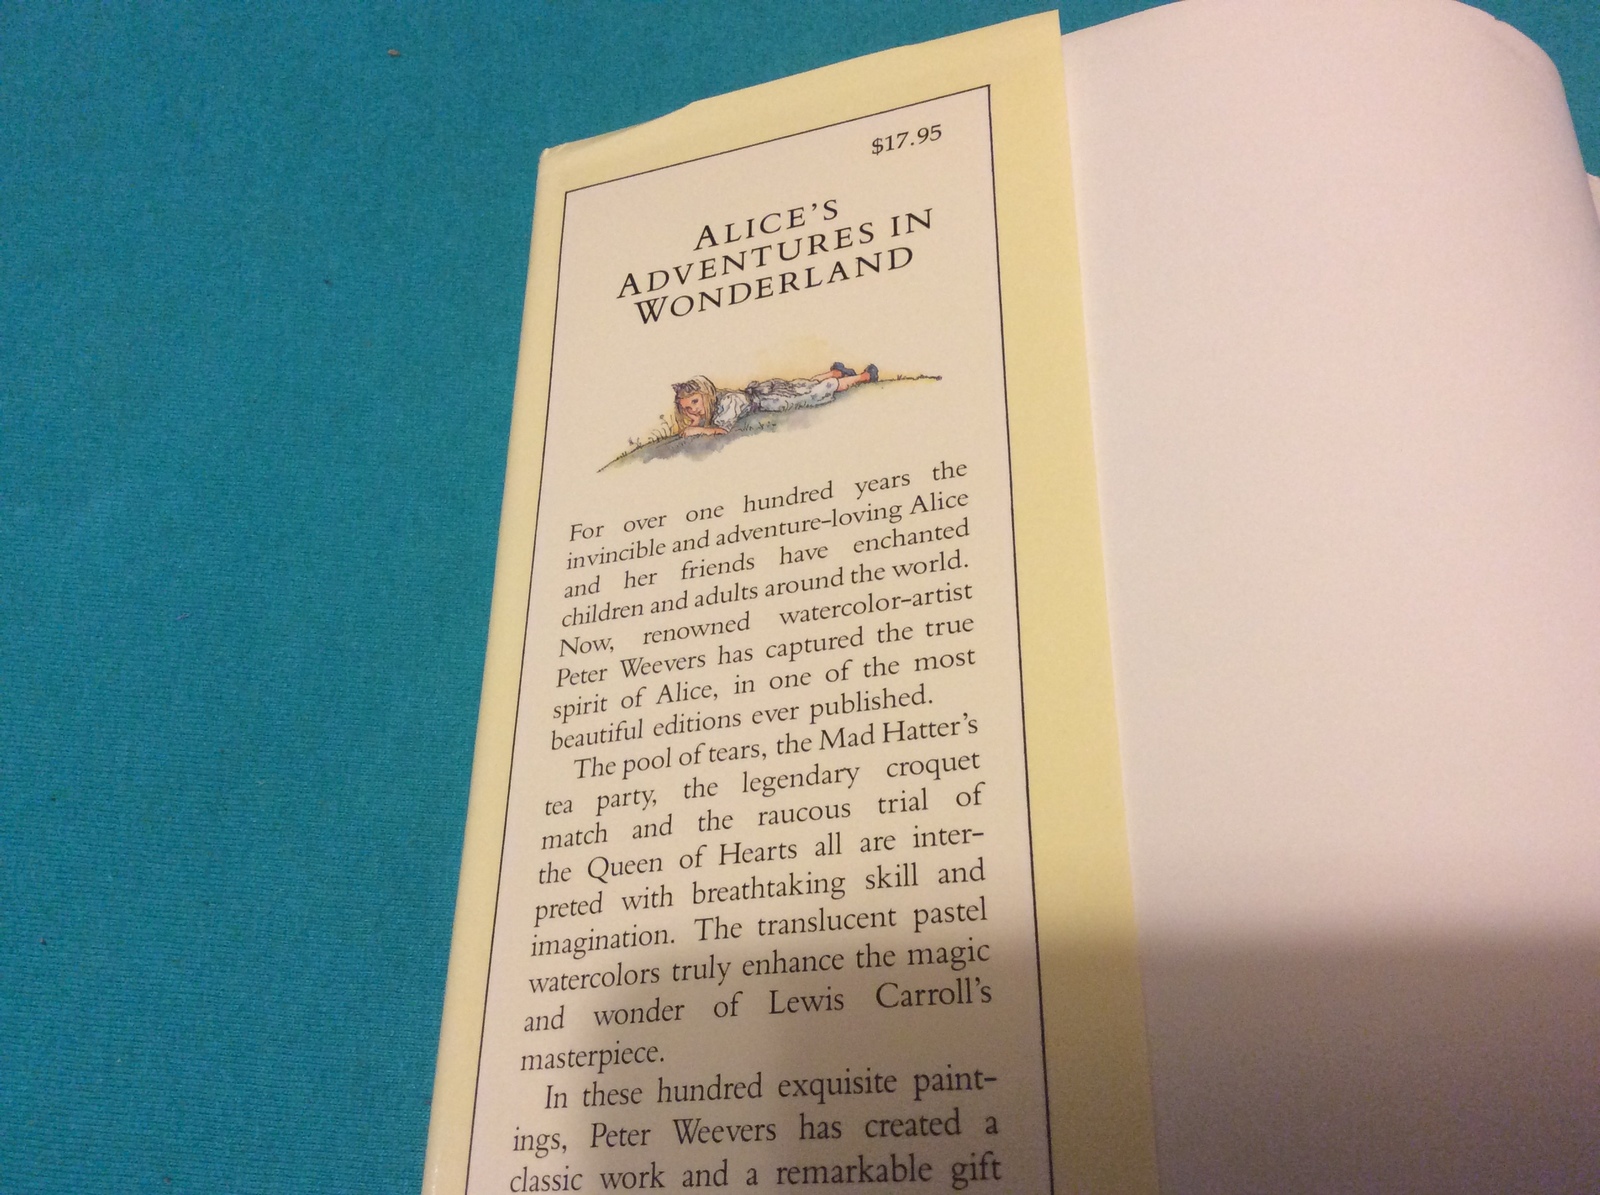 $17.95
ALICE'S
ADVENTURES IN
WONDERLAND
For over one hundred years the
invincible and adventure-loving Alice
and her friends have enchanted
children and adults around the world.
Now, renowned watercolor-artist
Peter Weevers has captured the true
spirit of Alice, in one of the most
beautiful editions ever published.
The pool of tears, the Mad Hatter's
tea party, the legendary croquet
match and the raucous trial of
the Queen of Hearts all are inter-
preted with breathtaking skill and
imagination. The translucent pastel
watercolors truly enhance the magic
and wonder of Lewis Carroll's
masterpiece.
In these hundred exquisite paint-
ings, Peter Weevers has created a
classic work and a remarkable gift